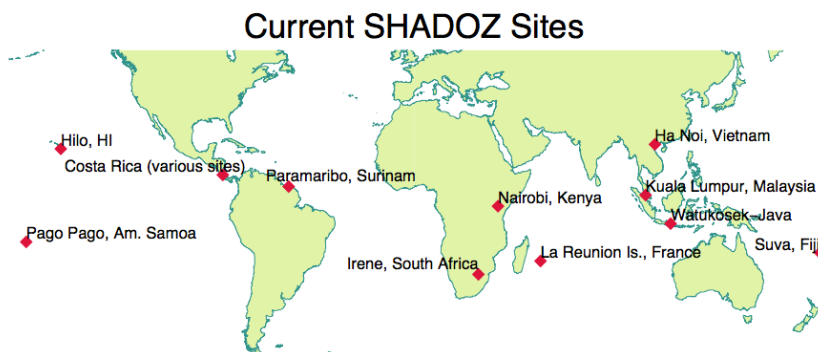 Current SHADOZ Sites
Hilo, HI
Ha Noi, Vietnam
Costa Rica (various sites)
Paramaribo, Surinam
Kuala Lumpur, Malaysia
Nairobi, Kenya
Watukosek-Java
Pago Pago, Am. Samoa
Suva, Fiji
La Reunion Is., France
Irene, South Africa